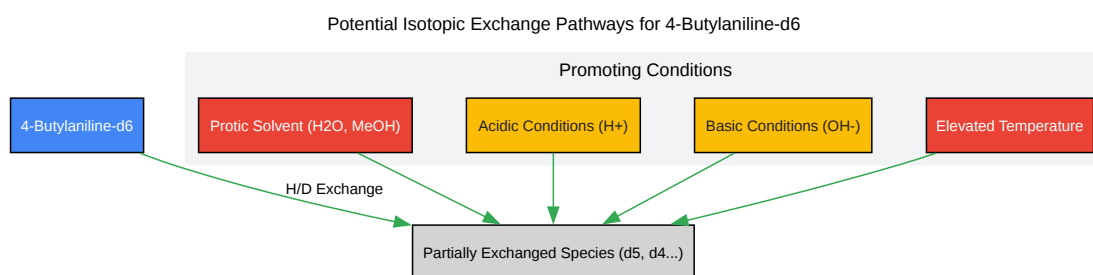 Potential Isotopic Exchange Pathways for 4-Butylaniline-d6
Promoting Conditions
4-Butylaniline-d6
Protic Solvent (H2O, MeOH)
Acidic Conditions (H+)
Basic Conditions (OH-)
Elevated Temperature
H/D Exchange
Partially Exchanged Species (d5, d4...)